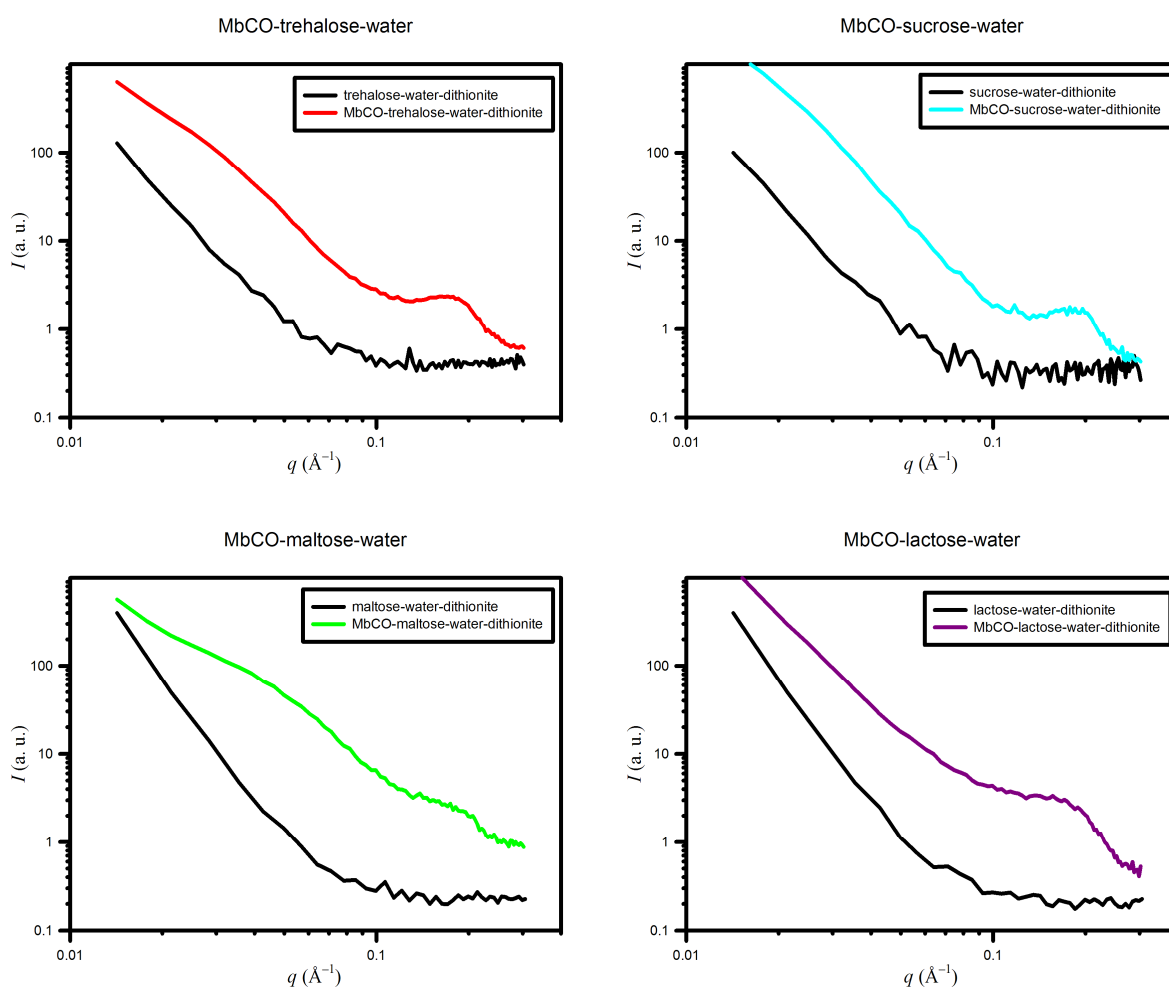 MbCO-trehalose-water
trehalose-water-dithionite
MbCO-trehalose-water-dithionite
100
10
1
0.1
I (a. u.)
0.01
0.1
q (Å⁻¹)
MbCO-sucrose-water
sucrose-water-dithionite
MbCO-sucrose-water-dithionite
100
10
1
0.1
I (a. u.)
0.01
0.1
q (Å⁻¹)
MbCO-maltose-water
maltose-water-dithionite
MbCO-maltose-water-dithionite
100
10
1
0.1
I (a. u.)
0.01
0.1
q (Å⁻¹)
MbCO-lactose-water
lactose-water-dithionite
MbCO-lactose-water-dithionite
100
10
1
0.1
I (a. u.)
0.01
0.1
q (Å⁻¹)